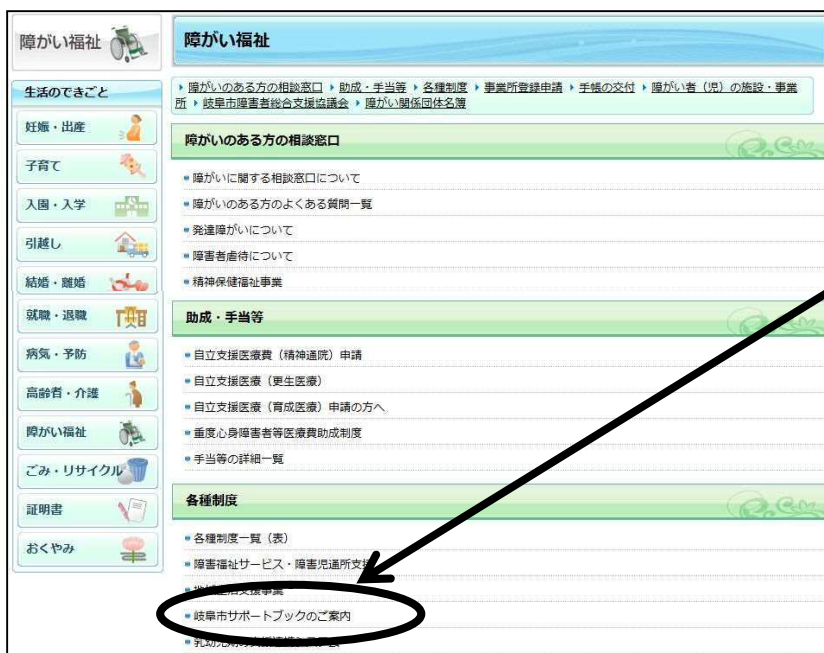 障がい福祉
障がい福祉
生活のできごと
妊娠・出産
子育て
入園・入学
引越し
結婚・離婚
就職・退職
病気・予防
高齢者・介護
障がい福祉
ごみ・リサイクル
証明書
おくやみ
障がいのある方の相談窓口 助成・手当等 各種制度 事業所登録申請 手帳の交付 障がい者（児）の施設・事業
所 岐阜市障害者総合支援協議会 障がい関係団体名簿
障がいのある方の相談窓口
障がいに関する相談窓口について
障がいのある方のよくある質問一覧
発達障がいについて
障害者虐待について
精神保健福祉事業
助成・手当等
自立支援医療費（精神通院）申請
自立支援医療（更生医療）
自立支援医療（育成医療）申請の方へ
重度心身障害者等医療費助成制度
手当等の詳細一覧
各種制度
各種制度一覧（表）
障害福祉サービス・障害児通所支
支援事業
岐阜市サポートブックのご案内